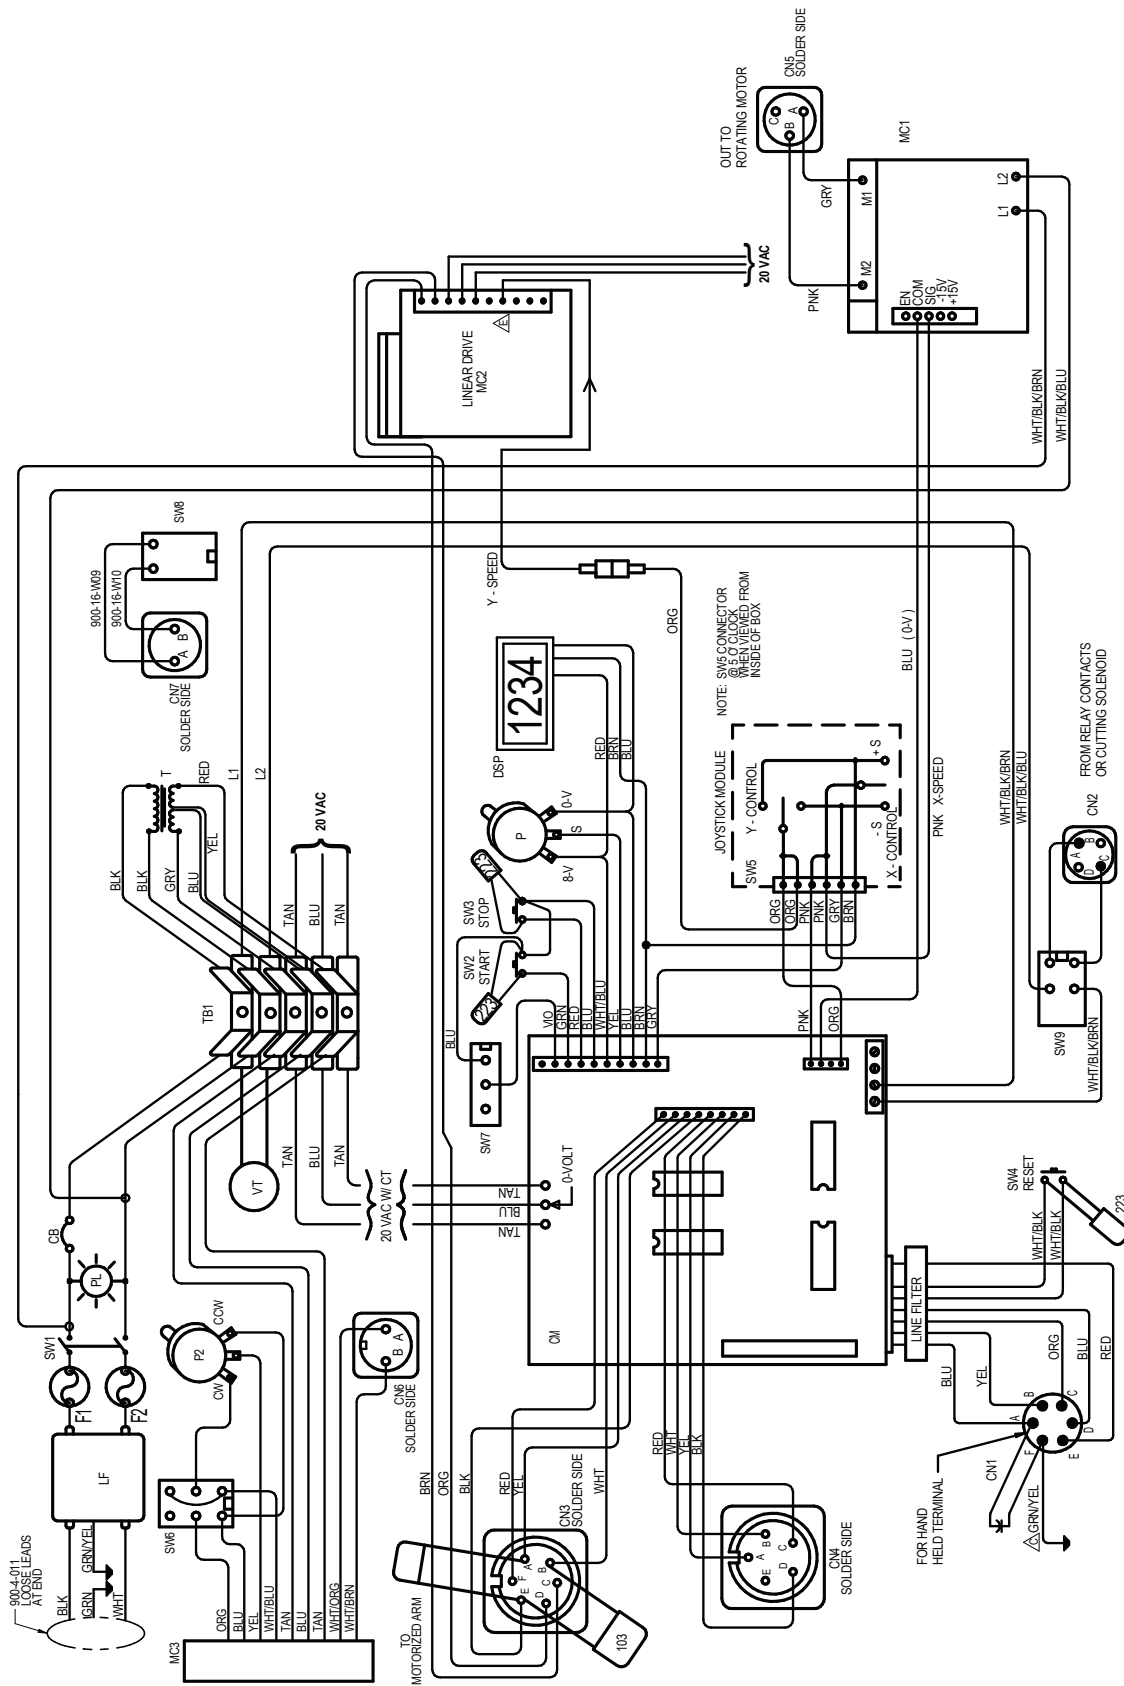 900-4-011
LOOSE LEADS
AT END
BLK
GRN
WHT
GRN/YEL
LF
F1
F2
SW1
PL
CB
VT
TB1
BLK
BLK
GRY
BLU
YEL
RED
T
L1
L2
TAN
BLU
TAN
20 VAC
CN7
SOLDER SIDE
A
B
900-16-W09
900-16-W10
SW8
MC3
ORG
BLU
YEL
WHT/BLU
TAN
BLU
TAN
WHT/ORG
WHT/BRN
SW6
P2
CW
CCW
CN6
SOLDER SIDE
B
A
TAN
BLU
TAN
20 VAC W/ CT
TAN
BLU
TAN
0-VOLT
CM
BRN
ORG
BLK
RED
YEL
WHT
CN3
SOLDER SIDE
A
B
C
D
E
F
TO
MOTORIZED ARM
103
RED
WHT
YEL
BLK
CN4
SOLDER SIDE
A
B
C
D
E
SW7
BLU
SW2
START
223
SW3
STOP
VIO
GRN
RED
BLU
WHT/BLU
YEL
BLU
BRN
GRY
P
8-V
S
0-V
DSP
1234
RED
BRN
BLU
Y - SPEED
ORG
LINEAR DRIVE
MC2
E
20 VAC
OUT TO
ROTATING MOTOR
CN5
SOLDER SIDE
A
B
C
GRY
PNK
M1
M2
MC1
L1
L2
EN
COM
SIG
-15V
+15V
WHT/BLK/BRN
WHT/BLK/BLU
NOTE: SW5 CONNECTOR
@ 5 O'CLOCK
WHEN VIEWED FROM
INSIDE OF BOX
JOYSTICK MODULE
Y - CONTROL
SW5
X - CONTROL
- S
+ S
ORG
ORG
PNK
PNK
GRY
BRN
BLU ( 0-V )
PNK X-SPEED
PNK
ORG
WHT/BLK/BRN
WHT/BLK/BLU
FROM RELAY CONTACTS
OR CUTTING SOLENOID
CN2
A
B
C
D
SW9
WHT/BLK/BRN
SW4
RESET
WHT/BLK
WHT/BLK
223
LINE FILTER
BLU
YEL
ORG
BLU
RED
FOR HAND
HELD TERMINAL
CN1
A
B
C
D
E
F
C
GRN/YEL